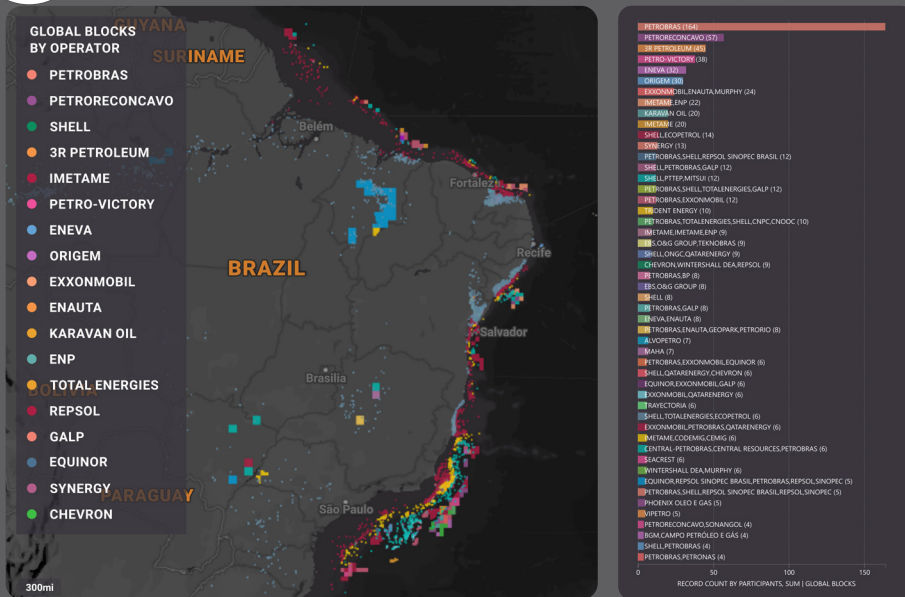 GLOBAL BLOCKS
BY OPERATOR
PETROBRAS
PETRORECONCAVO
SHELL
3R PETROLEUM
IMETAME
PETRO-VICTORY
ENEVA
ORIGEM
EXXONMOBIL
ENAUTA
KARAVAN OIL
ENP
TOTAL ENERGIES
REPSOL
GALP
EQUINOR
SYNERGY
CHEVRON
GUYANA
SURINAME
Belém
Fortalez
BRAZIL
Recife
Salvador
Brasilia
BOLIVIA
PARAGUAY
São Paulo
300mi
PETROBRAS (164)
PETRORECONCAVO (57)
3R PETROLEUM (45)
PETRO-VICTORY (38)
ENEVA (32)
ORIGEM (30)
EXXONMOBIL,ENAUTA,MURPHY (24)
IMETAME,ENP (22)
KARAVAN OIL (20)
IMETAME (20)
SHELL,ECOPETROL (14)
SYNERGY (13)
PETROBRAS,SHELL,REPSOL SINOPEC BRASIL (12)
SHELL,PETROBRAS,GALP (12)
SHELL,PTTEP,MITSUI (12)
PETROBRAS,SHELL,TOTALENERGIES,GALP (12)
PETROBRAS,EXXONMOBIL (12)
TRIDENT ENERGY (10)
PETROBRAS,TOTALENERGIES,SHELL,CNPC,CNOOC (10)
IMETAME,IMETAME,ENP (9)
EBS,O&G GROUP,TEKNOBRAS (9)
SHELL,ONGC,QATARENERGY (9)
CHEVRON,WINTERSHALL DEA,REPSOL (9)
PETROBRAS,BP (8)
EBS,O&G GROUP (8)
SHELL (8)
PETROBRAS,GALP (8)
ENEVA,ENAUTA (8)
PETROBRAS,ENAUTA,GEOPARK,PETRORIO (8)
ALVOPETRO (7)
MAHA (7)
PETROBRAS,EXXONMOBIL,EQUINOR (6)
SHELL,QATARENERGY,CHEVRON (6)
EQUINOR,EXXONMOBIL,GALP (6)
EXXONMOBIL,QATARENERGY (6)
TRAYECTORIA (6)
SHELL,TOTALENERGIES,ECOPETROL (6)
EXXONMOBIL,PETROBRAS,QATARENERGY (6)
IMETAME,CODEMIG,CEMIG (6)
CENTRAL-PETROBRAS,CENTRAL RESOURCES,PETROBRAS (6)
SEACREST (6)
WINTERSHALL DEA,MURPHY (6)
EQUINOR,REPSOL SINOPEC BRASIL,PETROBRAS,REPSOL,SINOPEC (5)
PETROBRAS,SHELL,REPSOL SINOPEC BRASIL,REPSOL,SINOPEC (5)
PHOENIX OLEO E GAS (5)
VIPETRO (5)
PETRORECONCAVO,SONANGOL (4)
BGM,CAMPO PETRÓLEO E GÁS (4)
SHELL,PETROBRAS (4)
PETROBRAS,PETRONAS (4)
0 50 100 150
RECORD COUNT BY PARTICIPANTS, SUM | GLOBAL BLOCKS